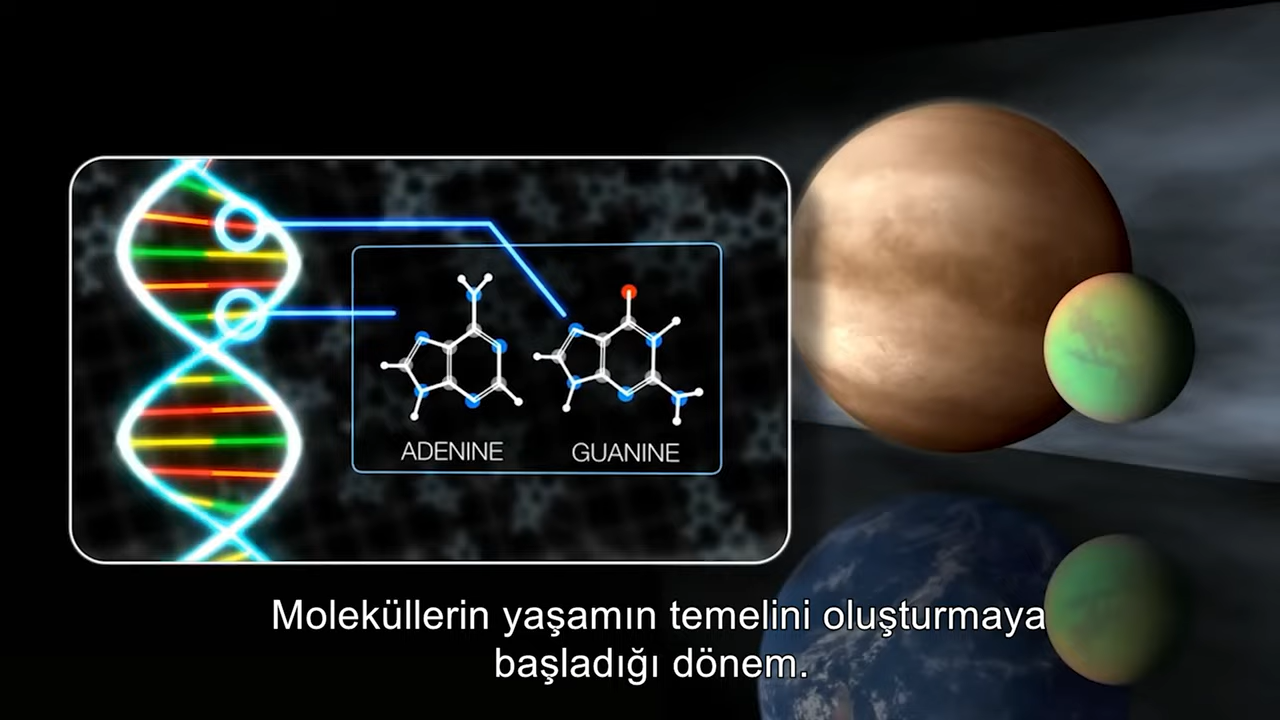 ADENINE
GUANINE
Moleküllerin yaşamın temelini oluşturmaya
başladığı dönem.